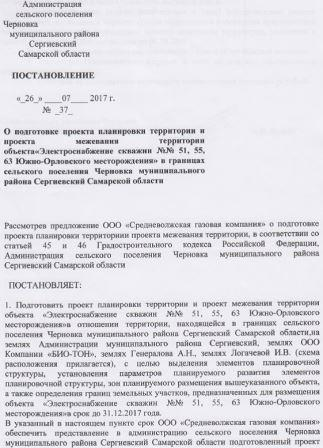 Администрация
сельского поселения
Черновка
муниципального района
Сергиевский
Самарской области
ПОСТАНОВЛЕНИЕ
«_26_» ____07____ 2017 г.
№ _37_
О подготовке проекта планировки территории и
проекта межевания территории
объекта«Электроснабжение скважин №№ 51, 55,
63 Южно-Орловского месторождения» в границах
сельского поселения Черновка муниципального
района Сергиевский Самарской области
Рассмотрев предложение ООО «Средневолжская газовая компания» о подготовке
проекта планировки территории проекта межевания территории, в соответствии со
статьей 45 и 46 Градостроительного кодекса Российской Федерации,
Администрация сельского поселения Черновка муниципального района
Сергиевский Самарской области
ПОСТАНОВЛЯЕТ:
1. Подготовить проект планировки территории и проект межевания территории
объекта «Электроснабжение скважин №№ 51, 55, 63 Южно-Орловского
месторождения»в отношении территории, находящейся в границах сельского
поселения Черновка муниципального района Сергиевский Самарской области,на
землях Администрации муниципального района Сергиевский, землях ООО
Компании «БИО-ТОН», землях Генералова А.Н., землях Логачевой И.В. (схема
расположения прилагается), с целью выделения элементов планировочной
структуры, установления параметров планируемого развития элементов
планировочной структуры, зон планируемого размещения вышеуказанного объекта,
а также определения границ земельных участков, предназначенных для размещения
объекта «Электроснабжение скважин №№ 51, 55, 63 Южно-Орловского
месторождения»в срок до 31.12.2017 года.
В указанный в настоящем пункте срок ООО «Средневолжская газовая компания»
обеспечить представление в администрацию сельского поселения Черновка
муниципального района Сергиевский Самарской области подготовленный проект